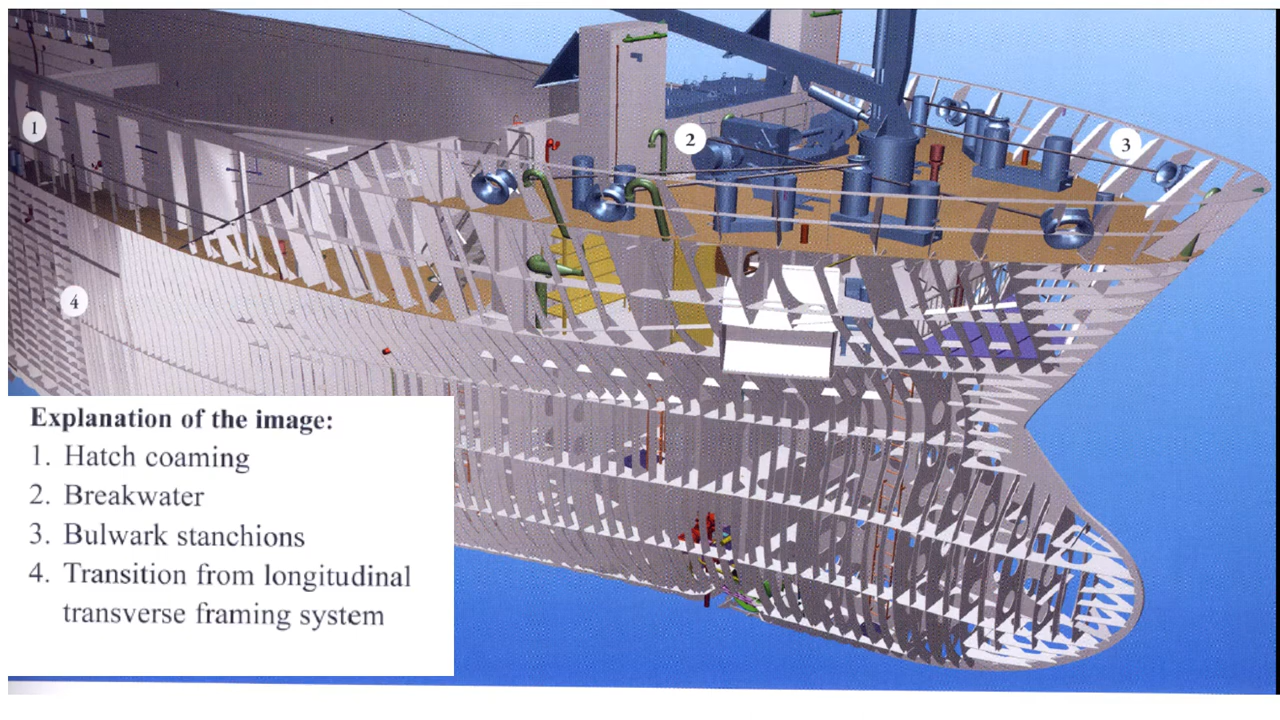 1
2
3
4
Explanation of the image:
1. Hatch coaming
2. Breakwater
3. Bulwark stanchions
4. Transition from longitudinal
transverse framing system